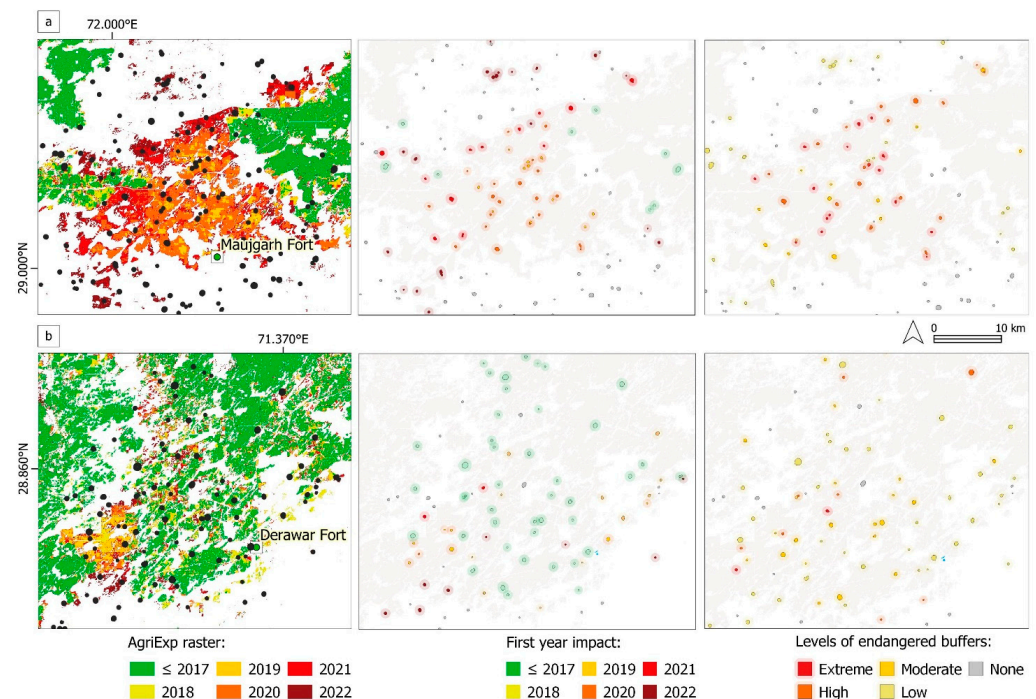 a
72.000°E
Maujgarh Fort
29.000°N
b
71.370°E
0 10 km
28.860°N
Derawar Fort
AgriExp raster:
≤ 2017 2019 2021
2018 2020 2022
First year impact:
≤ 2017 2019 2021
2018 2020 2022
Levels of endangered buffers:
Extreme Moderate None
High Low